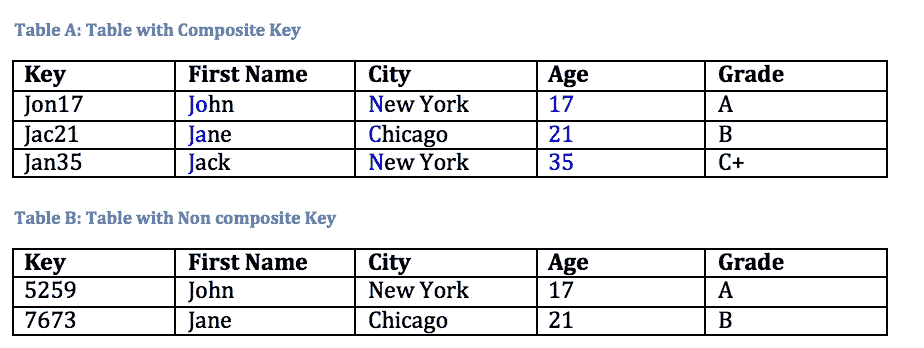 Table A: Table with Composite Key
Key First Name City Age Grade
Jon17 John New York 17 A
Jac21 Jane Chicago 21 B
Jan35 Jack New York 35 C+
Table B: Table with Non composite Key
Key First Name City Age Grade
5259 John New York 17 A
7673 Jane Chicago 21 B